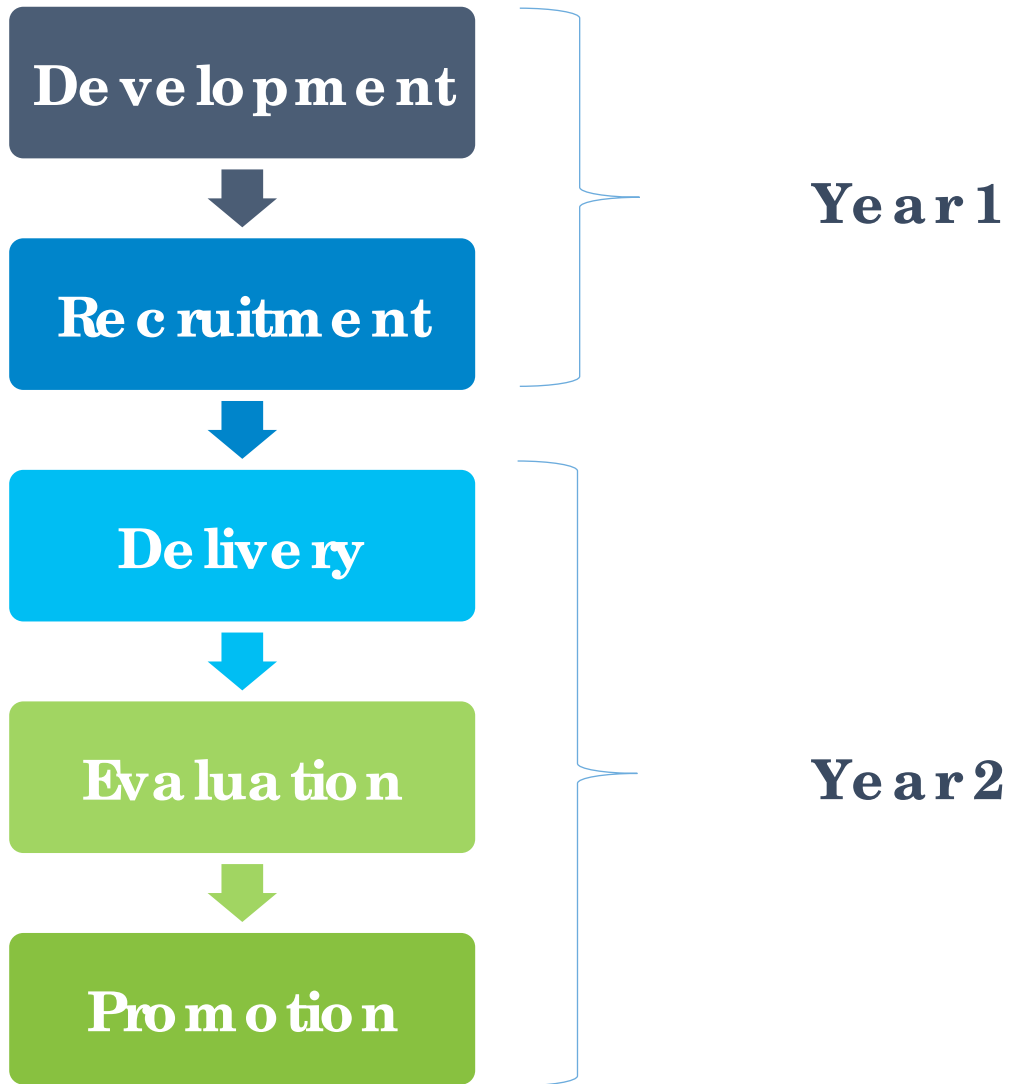 Development
Recruitment
Year 1
Delivery
Evaluation
Promotion
Year 2